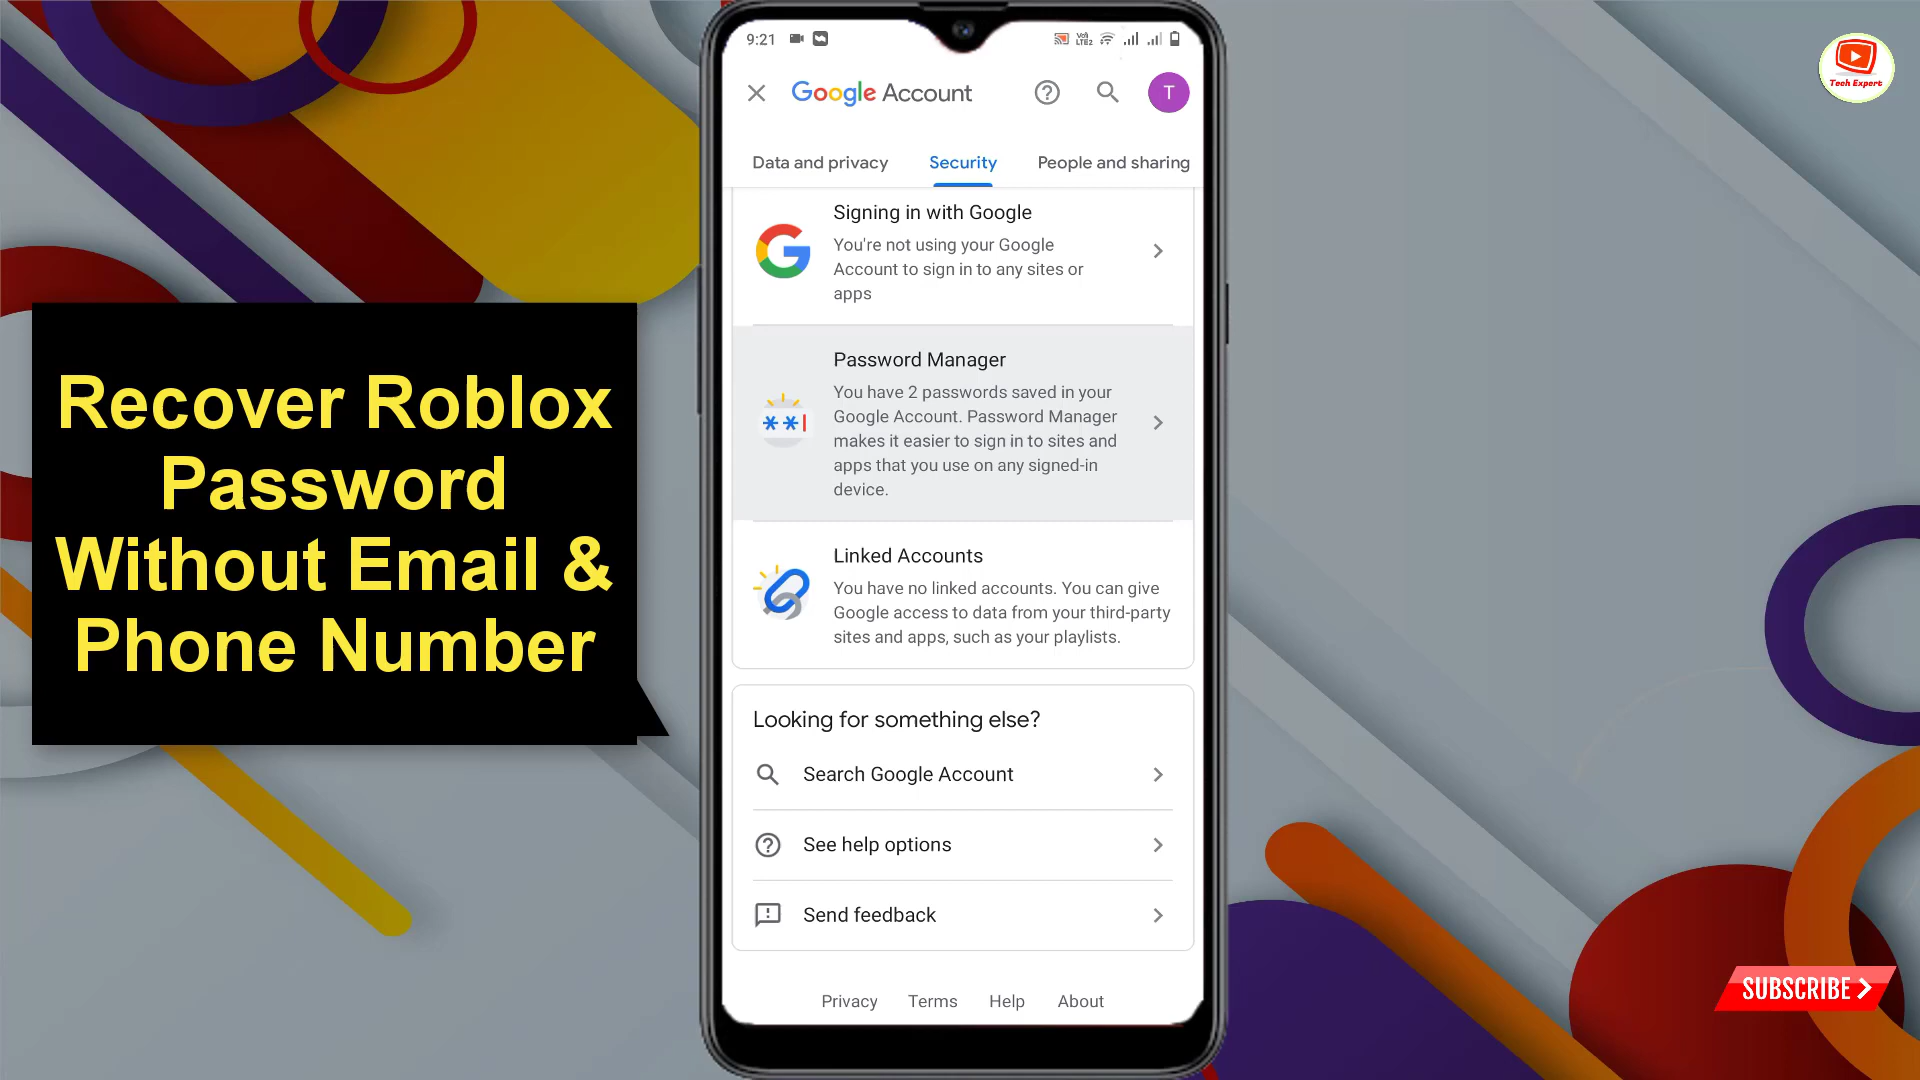 Recover Roblox
Password
Without Email &
Phone Number
9:21
Vo)) LTE2
Google Account
T
Data and privacy
Security
People and sharing
Signing in with Google
You're not using your Google
Account to sign in to any sites or
apps
Password Manager
You have 2 passwords saved in your
Google Account. Password Manager
makes it easier to sign in to sites and
apps that you use on any signed-in
device.
Linked Accounts
You have no linked accounts. You can give
Google access to data from your third-party
sites and apps, such as your playlists.
Looking for something else?
Search Google Account
See help options
Send feedback
Privacy
Terms
Help
About
Tech Expert
SUBSCRIBE